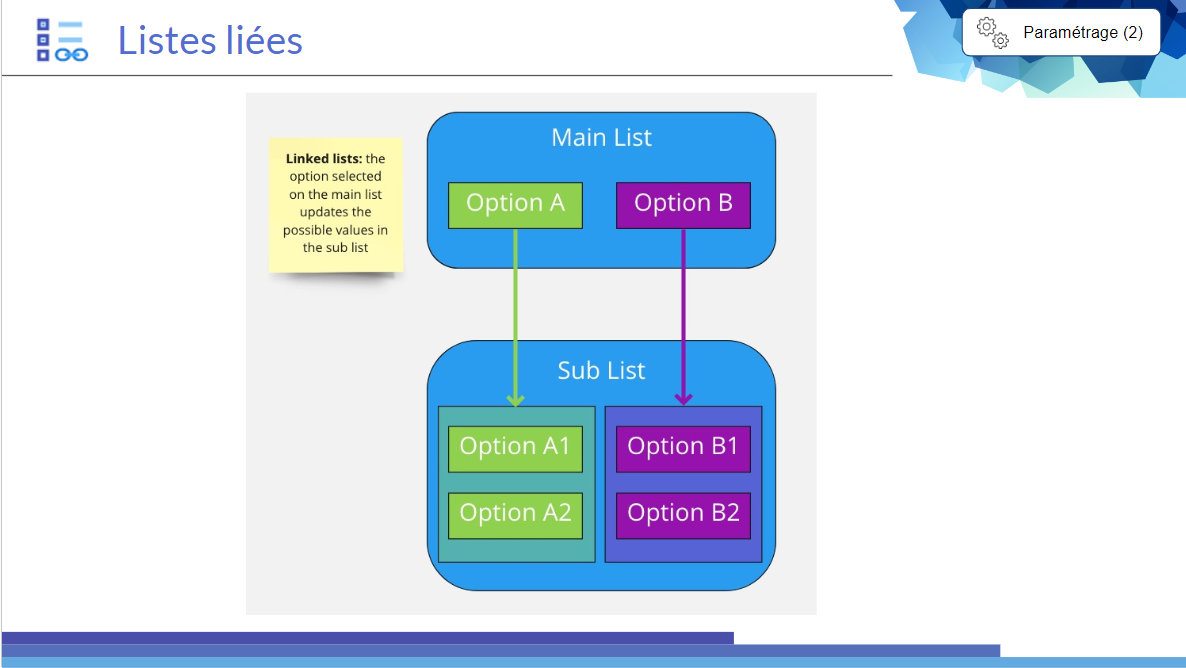 Listes liées
Paramétrage (2)
Linked lists: the
option selected
on the main list
updates the
possible values in
the sub list
Main List
Option A
Option B
Sub List
Option A1
Option B1
Option A2
Option B2